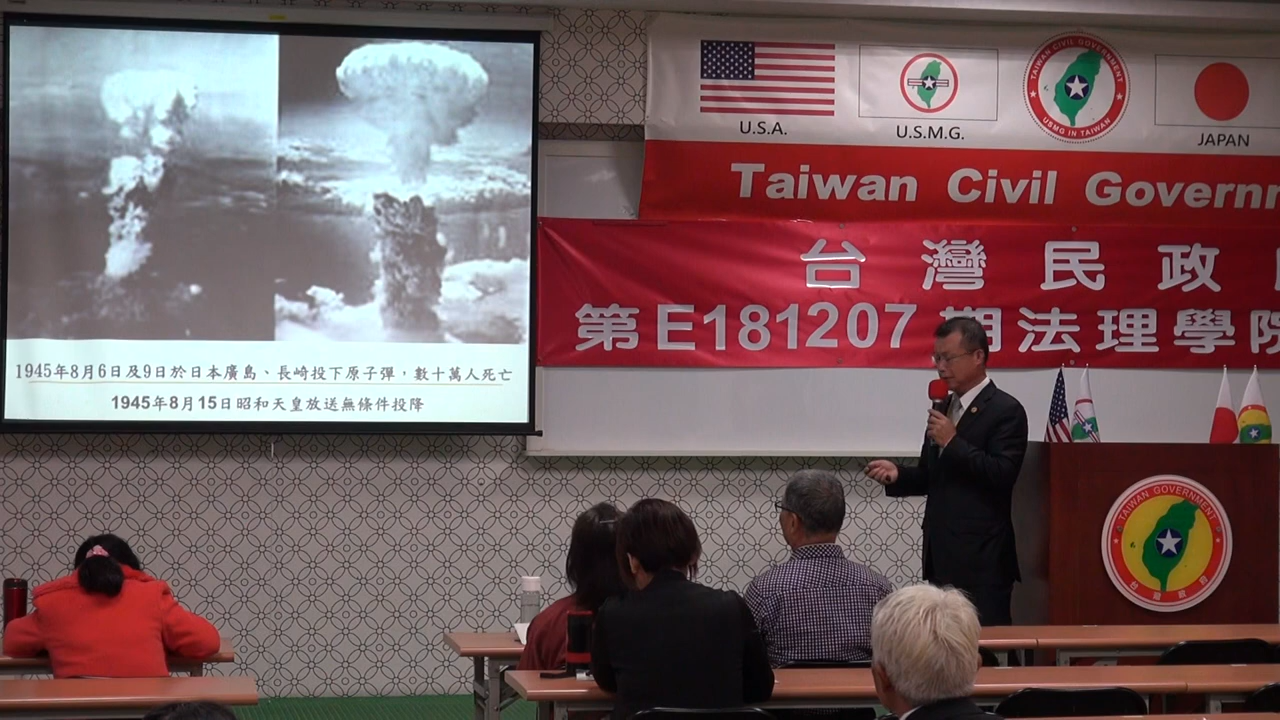 1945年8月6日及9日於日本廣島、長崎投下原子彈，數十萬人死亡
1945年8月15日昭和天皇放送無條件投降
U.S.A.
U.S.M.G.
TAIWAN CIVIL GOVERNMENT
USMG IN TAIWAN
JAPAN
Taiwan Civil Governm
台灣民政
第E181207期法理學院
TAIWAN GOVERNMENT
台灣政府